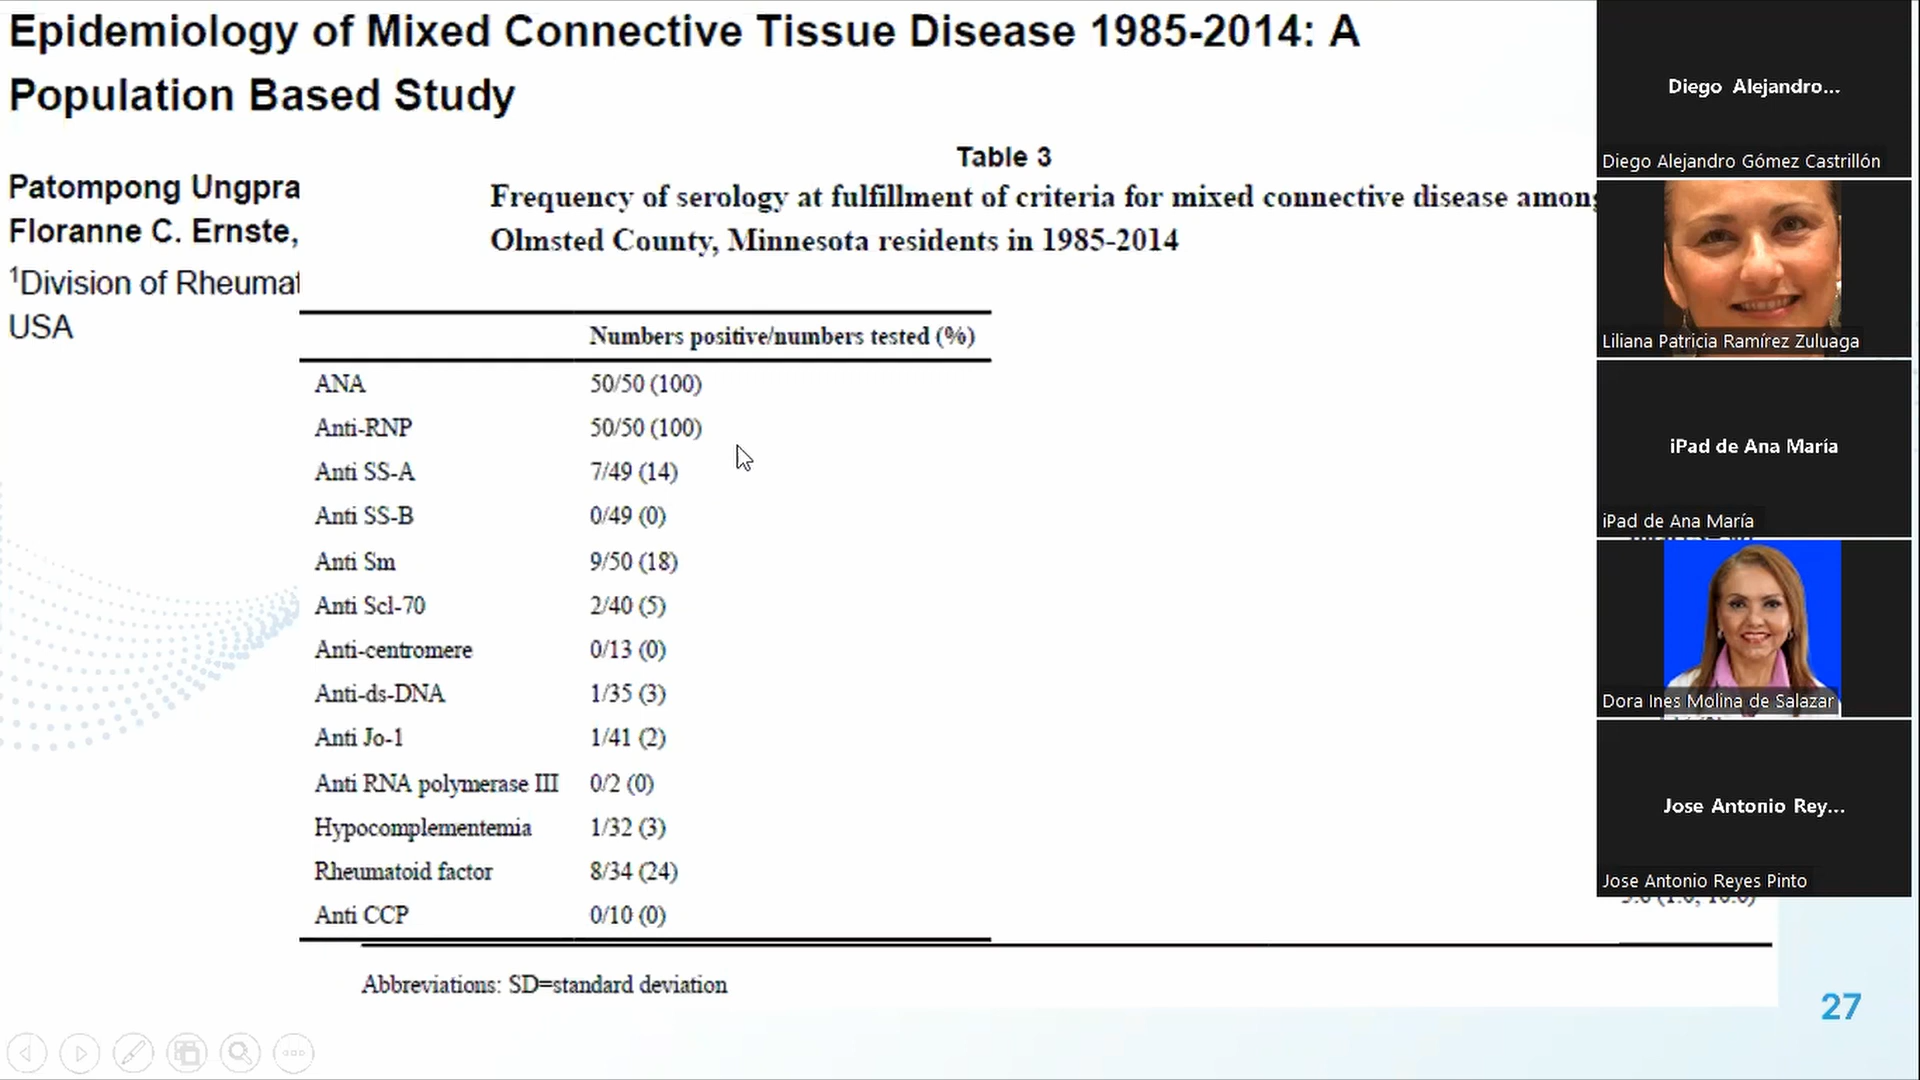 Epidemiology of Mixed Connective Tissue Disease 1985-2014: A
Population Based Study
Patompong Ungpra
Floranne C. Ernste,
1Division of Rheumat
USA
Table 3
Frequency of serology at fulfillment of criteria for mixed connective disease among
Olmsted County, Minnesota residents in 1985-2014
Numbers positive/numbers tested (%)
ANA 50/50 (100)
Anti-RNP 50/50 (100)
Anti SS-A 7/49 (14)
Anti SS-B 0/49 (0)
Anti Sm 9/50 (18)
Anti Scl-70 2/40 (5)
Anti-centromere 0/13 (0)
Anti-ds-DNA 1/35 (3)
Anti Jo-1 1/41 (2)
Anti RNA polymerase III 0/2 (0)
Hypocomplementemia 1/32 (3)
Rheumatoid factor 8/34 (24)
Anti CCP 0/10 (0)
Abbreviations: SD=standard deviation
27
Diego Alejandro...
Diego Alejandro Gómez Castrillón
Liliana Patricia Ramírez Zuluaga
iPad de Ana María
iPad de Ana María
Dora Ines Molina de Salazar
Jose Antonio Rey...
Jose Antonio Reyes Pinto